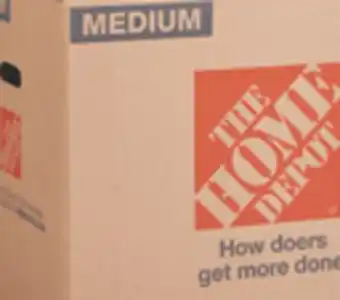 MEDIUM
THE
HOME
DEPOT
How doers
get more done